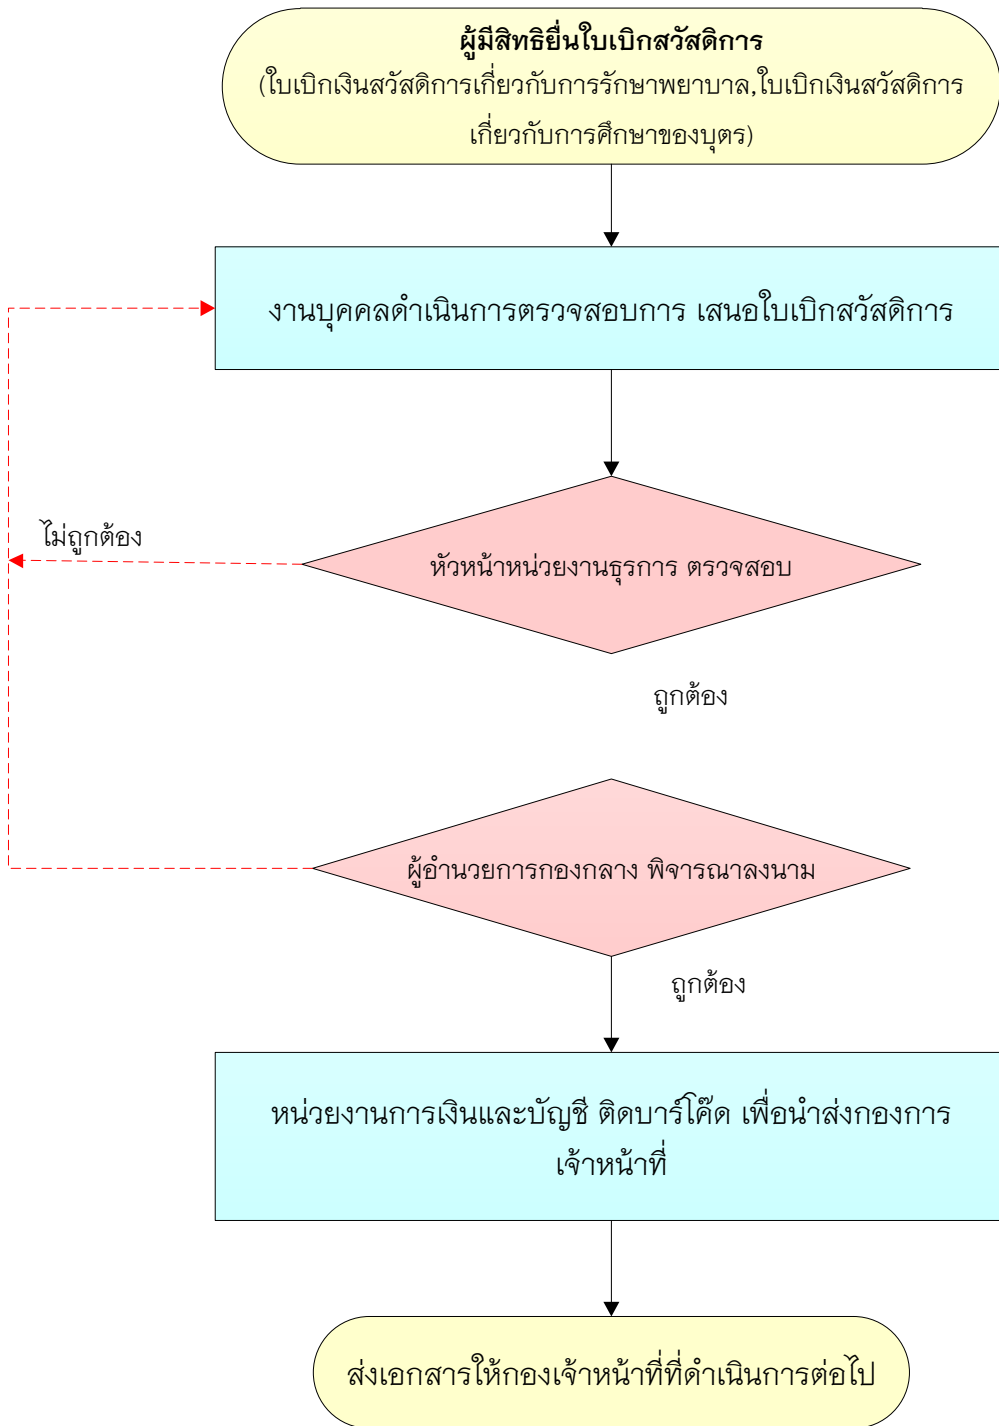 ผู้มีสิทธิยื่นใบเบิกสวัสดิการ
(ใบเบิกเงินสวัสดิการเกี่ยวกับการรักษาพยาบาล,ใบเบิกเงินสวัสดิการ
เกี่ยวกับการศึกษาของบุตร)
งานบุคคลดำเนินการตรวจสอบการ เสนอใบเบิกสวัสดิการ
ไม่ถูกต้อง
หัวหน้าหน่วยงานธุรการ ตรวจสอบ
ถูกต้อง
ผู้อำนวยการกองกลาง พิจารณาลงนาม
ถูกต้อง
หน่วยงานการเงินและบัญชี ติดบาร์โค๊ด เพื่อนำส่งกองการ
เจ้าหน้าที่
ส่งเอกสารให้กองเจ้าหน้าที่ที่ดำเนินการต่อไป